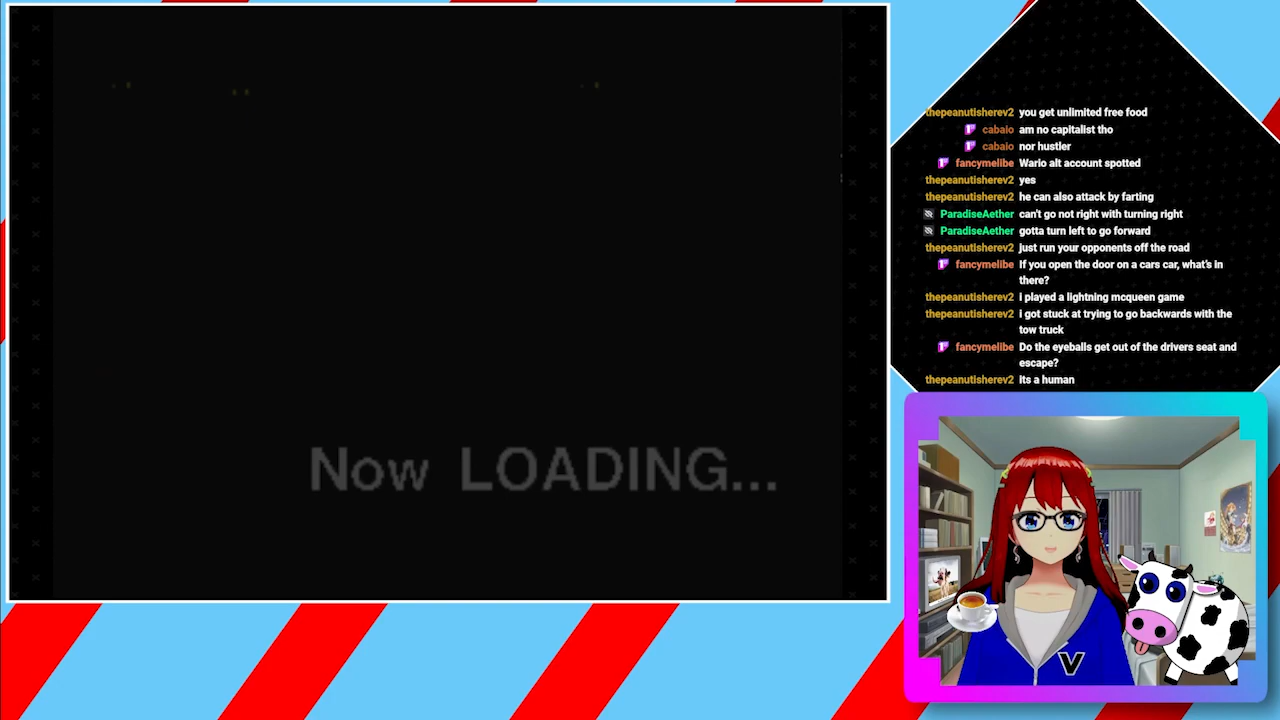 thepeanutisherev2 you get unlimited free food
cabaio am no capitalist tho
cabaio nor hustler
fancymelibe Wario alt account spotted
thepeanutisherev2 yes
thepeanutisherev2 he can also attack by farting
ParadiseAether can't go not right with turning right
ParadiseAether gotta turn left to go forward
thepeanutisherev2 just run your opponents off the road
fancymelibe If you open the door on a cars car, what's in
there?
thepeanutisherev2 I played a lightning mcqueen game
thepeanutisherev2 i got stuck at trying to go backwards with the
tow truck
fancymelibe Do the eyeballs get out of the drivers seat and
escape?
thepeanutisherev2 Its a human
Now LOADING...
V